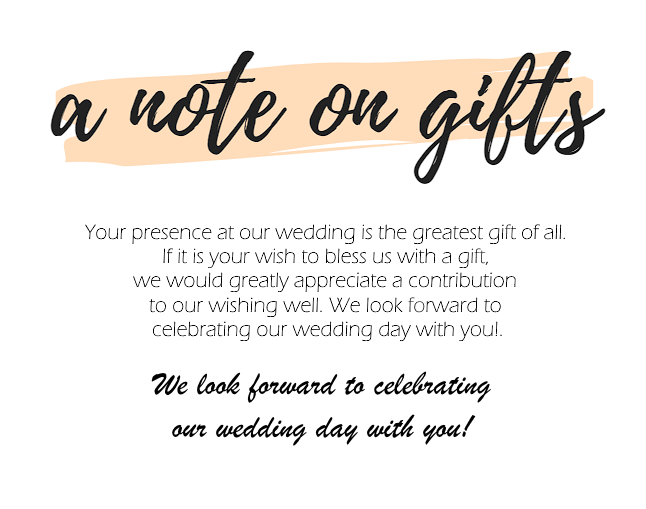 a note on gifts
Your presence at our wedding is the greatest gift of all.
If it is your wish to bless us with a gift,
we would greatly appreciate a contribution
to our wishing well. We look forward to
celebrating our wedding day with you!.
We look forward to celebrating
our wedding day with you!